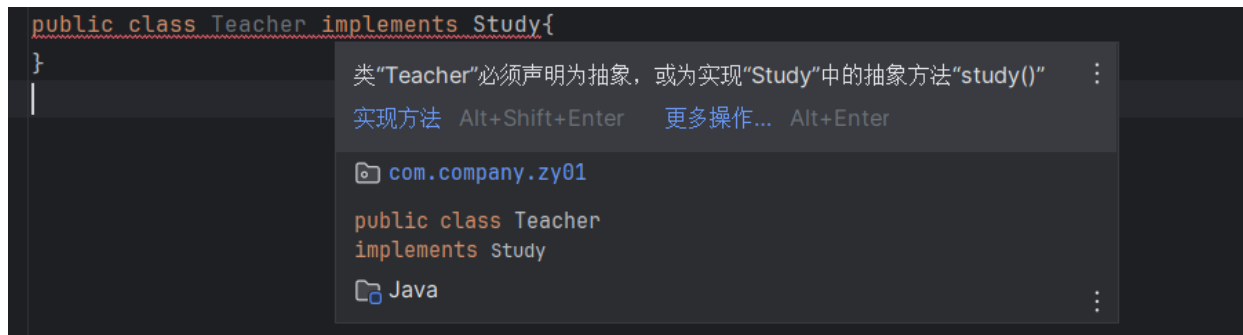 public class Teacher implements Study{
}
类“Teacher”必须声明为抽象，或为实现“Study”中的抽象方法“study()”
实现方法 Alt+Shift+Enter 更多操作... Alt+Enter
com.company.zy01
public class Teacher
implements Study
Java